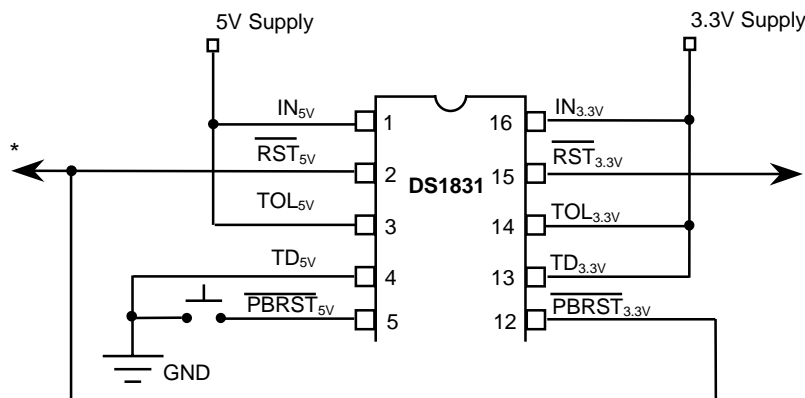 5V Supply
3.3V Supply
IN5V
1
16
IN3.3V
*
RST5V
2
DS1831
15
RST3.3V
TOL5V
3
14
TOL3.3V
TD5V
4
13
TD3.3V
PBRST5V
5
12
PBRST3.3V
GND